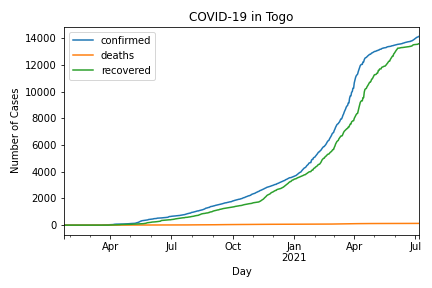 COVID-19 in Togo
confirmed
deaths
recovered
Number of Cases
14000
12000
10000
8000
6000
4000
2000
0
Apr Jul Oct Jan Apr Jul
2021
Day